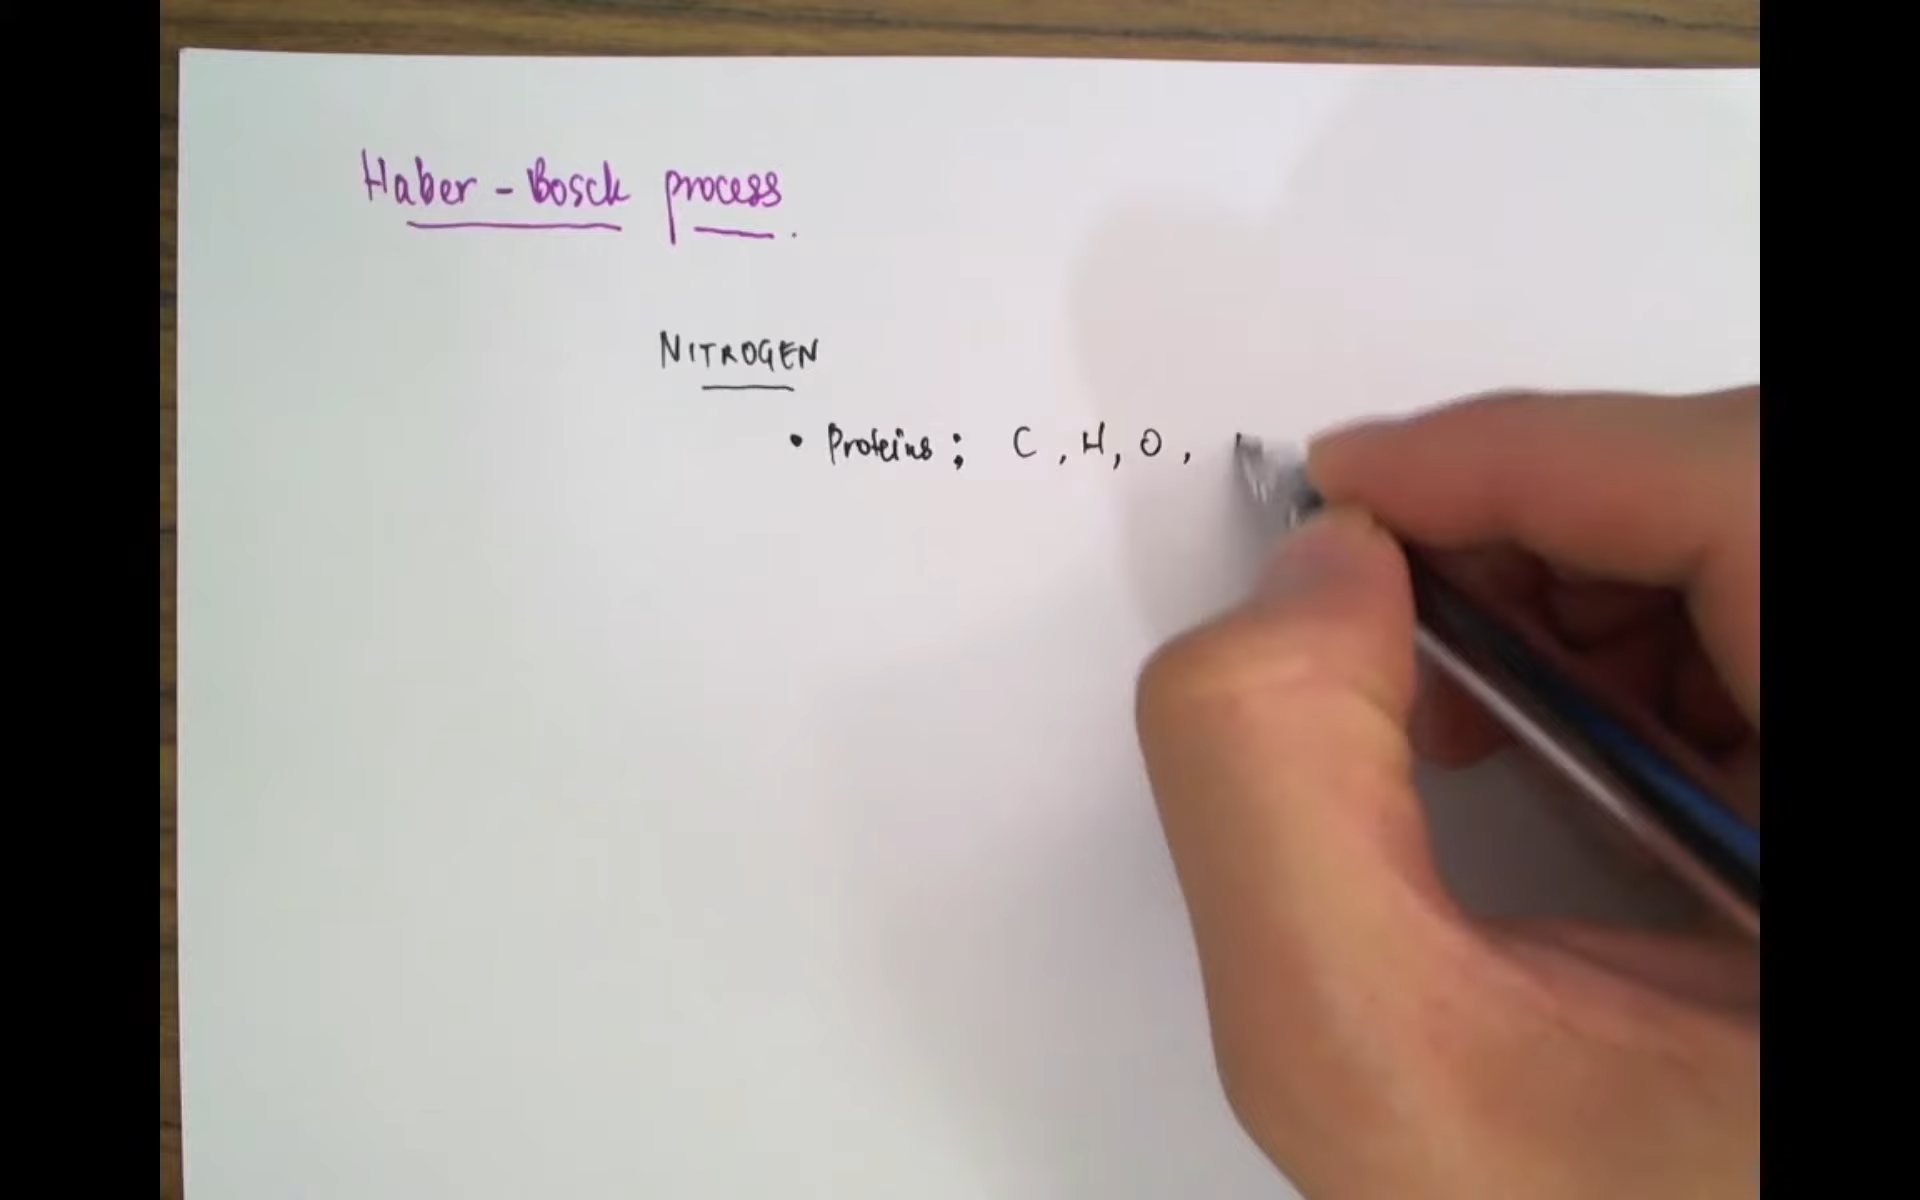 Haber - Bosch process.
NITROGEN
• Proteins: C, H, O,